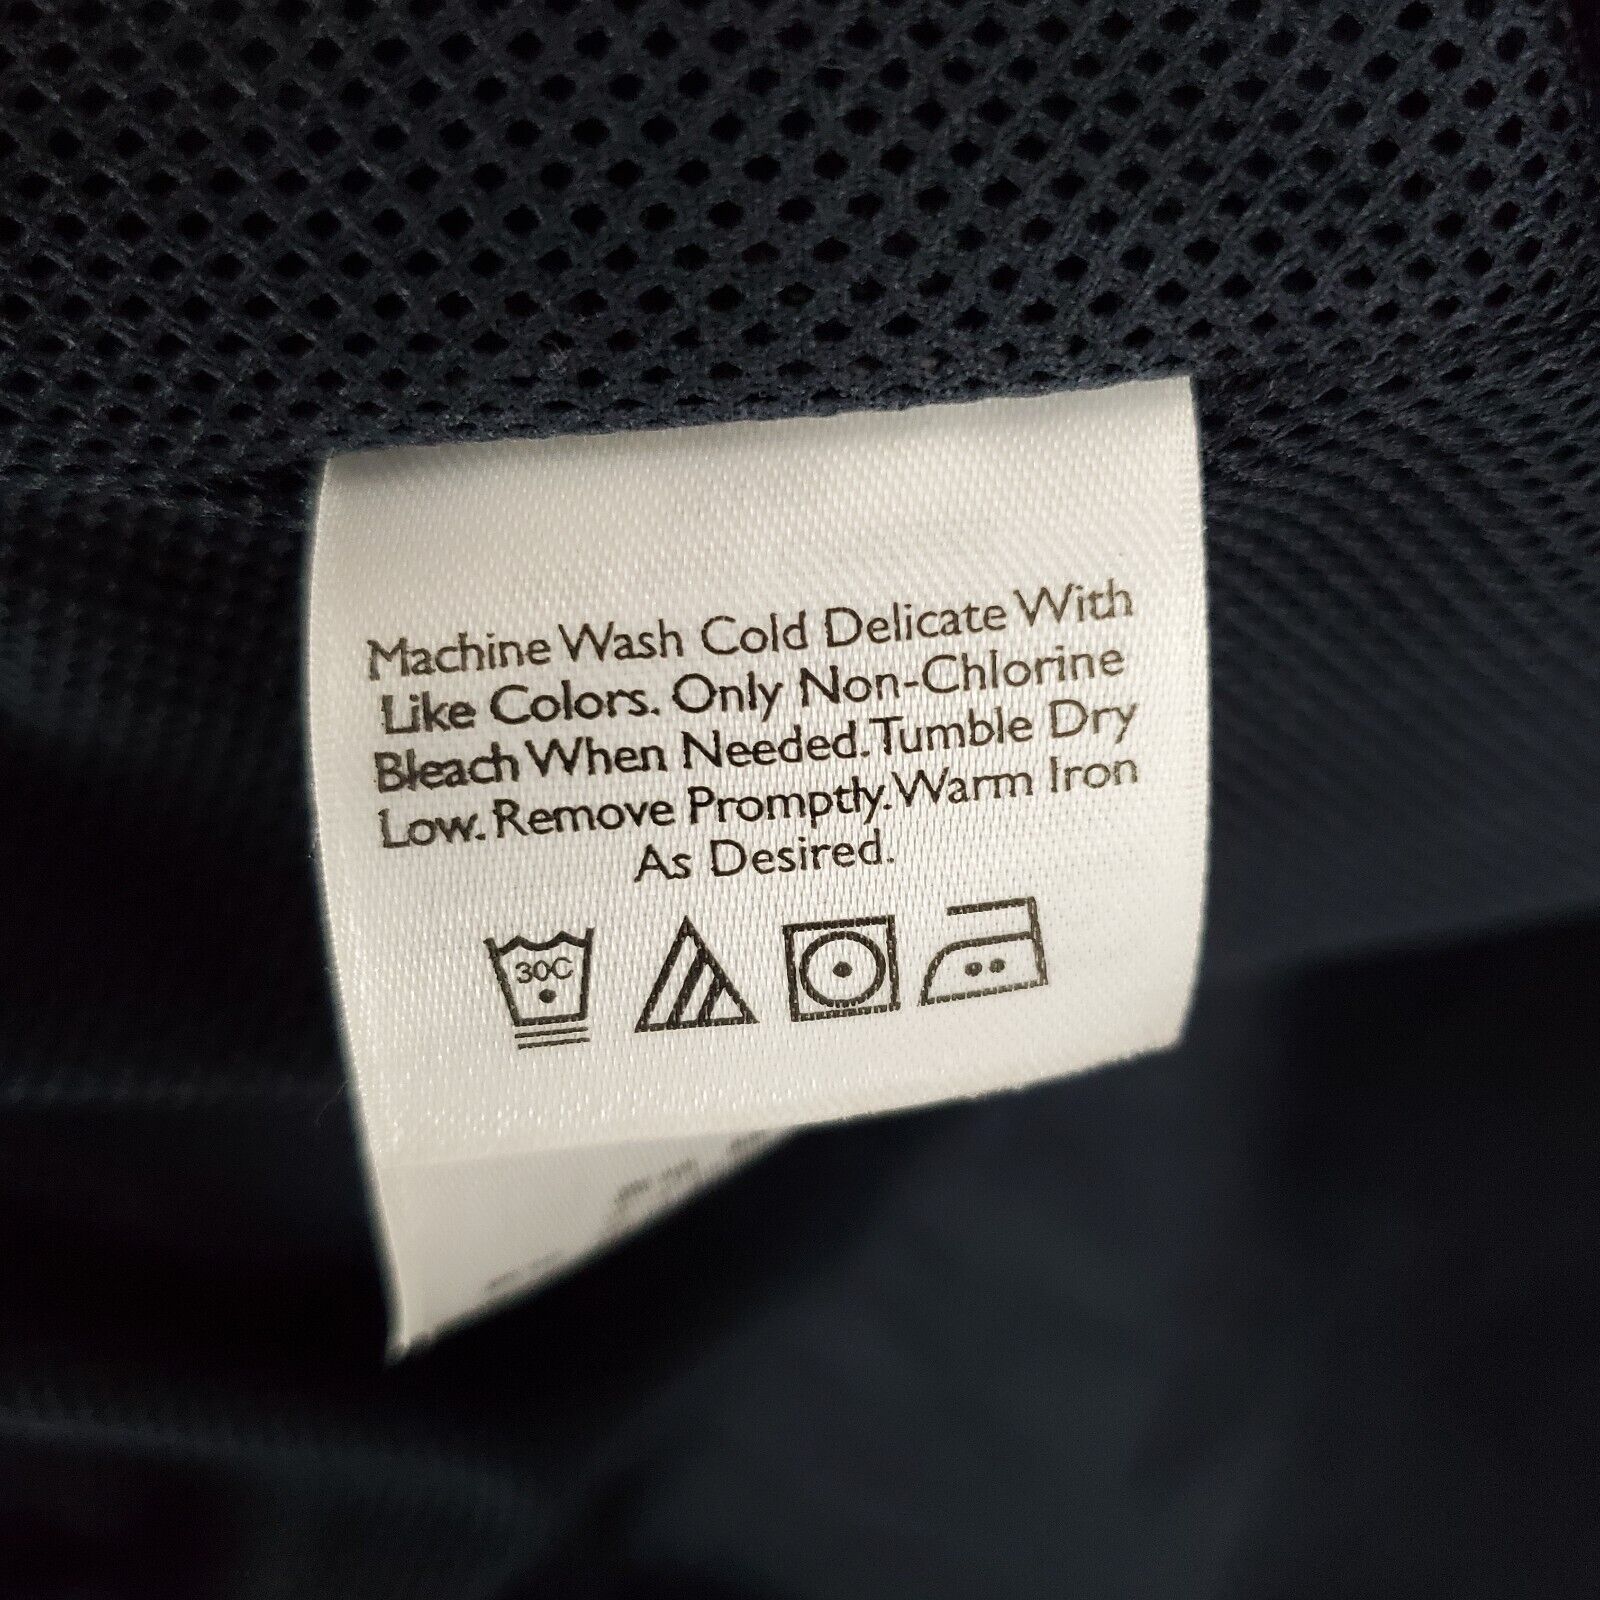 Machine Wash Cold Delicate With
Like Colors. Only Non-Chlorine
Bleach When Needed. Tumble Dry
Low. Remove Promptly. Warm Iron
As Desired.
30C